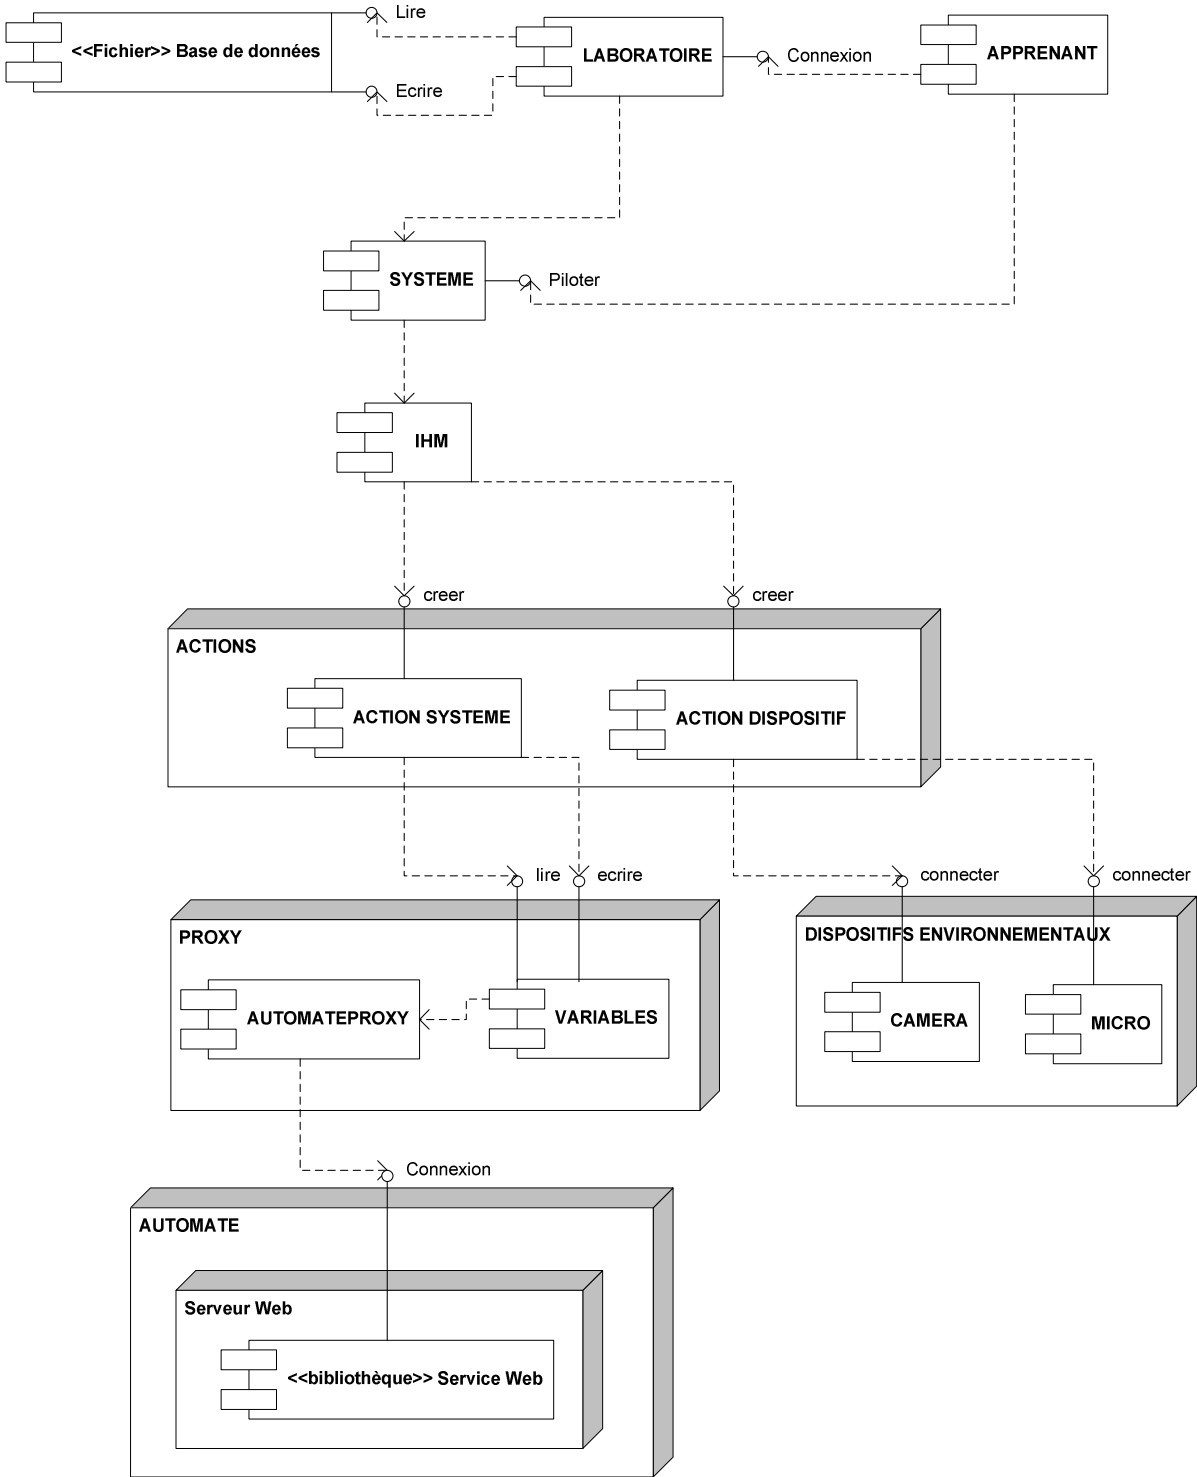 Lire
<<Fichier>> Base de données
LABORATOIRE
Connexion
APPRENANT
Ecrire
SYSTEME
Piloter
IHM
creer
creer
ACTIONS
ACTION SYSTEME
ACTION DISPOSITIF
lire
ecrire
connecter
connecter
PROXY
DISPOSITIFS ENVIRONNEMENTAUX
AUTOMATEPROXY
VARIABLES
CAMERA
MICRO
Connexion
AUTOMATE
Serveur Web
<<bibliothèque>> Service Web